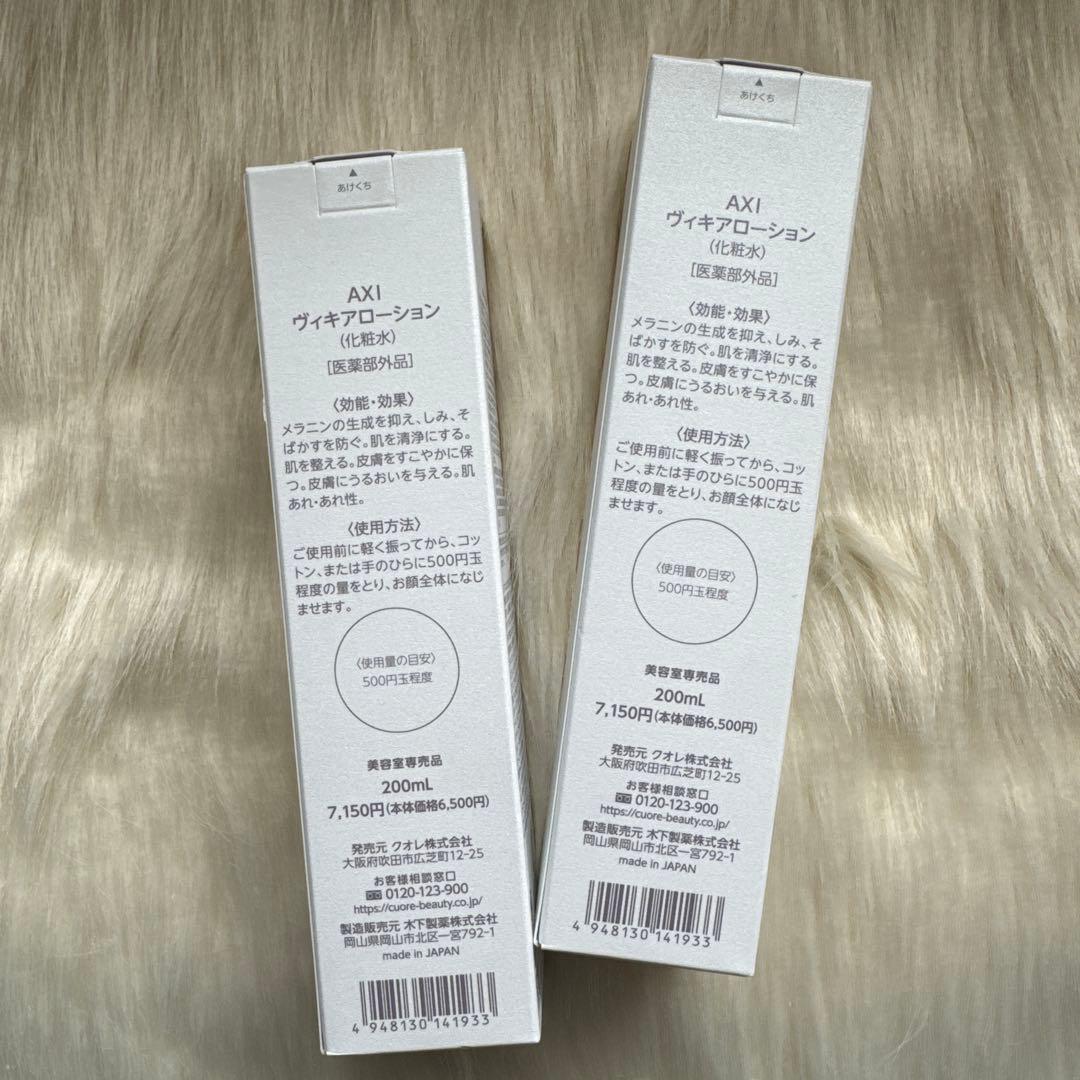 ▲
あけくち
AXI
ヴィキアローション
(化粧水)
[医薬部外品]
〈効能・効果〉
メラニンの生成を抑え、しみ、そ
ばかすを防ぐ。肌を清浄にする。
肌を整える。皮膚をすこやかに保
つ。皮膚にうるおいを与える。肌
あれ・あれ性。
〈使用方法〉
ご使用前に軽く振ってから、コッ
トン、または手のひらに500円玉
程度の量をとり、お顔全体になじ
ませます。
〈使用量の目安〉
500円玉程度
美容室専売品
200mL
7,150円(本体価格6,500円)
発売元 クオレ株式会社
大阪府吹田市広芝町12-25
お客様相談窓口
0120-123-900
https://cuore-beauty.co.jp/
製造販売元 木下製薬株式会社
岡山県岡山市北区一宮792-1
made in JAPAN
4 948130 141933
▲
あけくち
AXI
ヴィキアローション
(化粧水)
[医薬部外品]
〈効能・効果〉
メラニンの生成を抑え、しみ、そ
ばかすを防ぐ。肌を清浄にする。
肌を整える。皮膚をすこやかに保
つ。皮膚にうるおいを与える。肌
あれ・あれ性。
〈使用方法〉
ご使用前に軽く振ってから、コッ
トン、または手のひらに500円玉
程度の量をとり、お顔全体になじ
ませます。
〈使用量の目安〉
500円玉程度
美容室専売品
200mL
7,150円(本体価格6,500円)
発売元 クオレ株式会社
大阪府吹田市広芝町12-25
お客様相談窓口
0120-123-900
https://cuore-beauty.co.jp/
製造販売元 木下製薬株式会社
岡山県岡山市北区一宮792-1
made in JAPAN
4 948130 141933